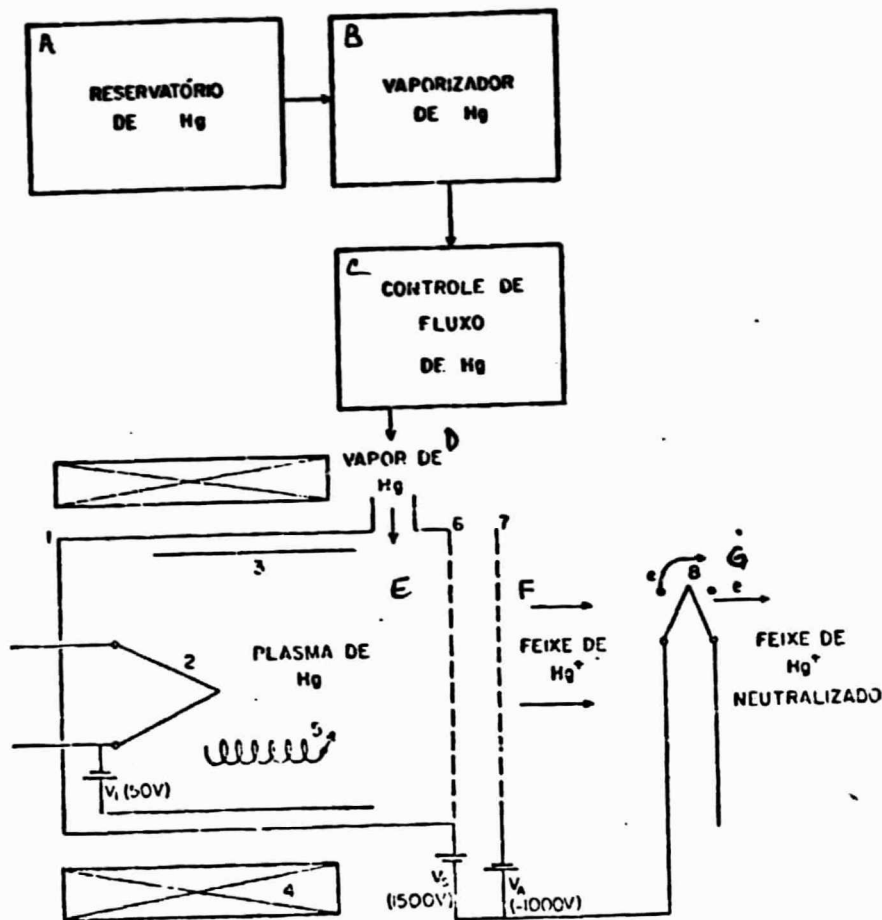 A
RESERVATÓRIO
DE Hg
B
VAPORIZADOR
DE Hg
C
CONTROLE DE
FLUXO
DE Hg
D
VAPOR DE
Hg
1
3
6
7
E
F
G
e
8
e
2
PLASMA DE
Hg
FEIXE DE
Hg⁺
FEIXE DE
Hg⁺
NEUTRALIZADO
5
V₁ (50V)
4
(1500V)
V_A
(-1000V)